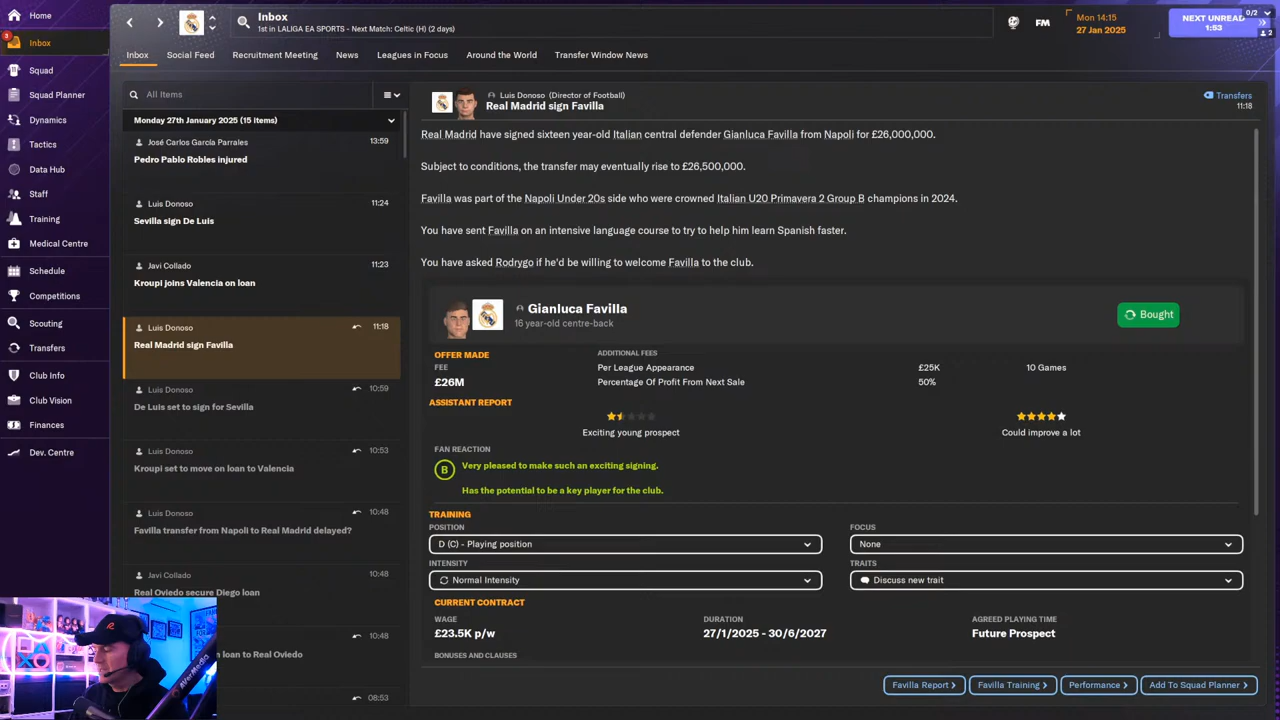 Home
3
Inbox
Squad
Squad Planner
Dynamics
Tactics
Data Hub
Staff
Training
Medical Centre
Schedule
Competitions
Scouting
Transfers
Club Info
Club Vision
Finances
Dev. Centre
Inbox
1st in LALIGA EA SPORTS - Next Match: Celtic (H) (2 days)
FM
Mon 14:15
27 Jan 2025
NEXT UNREAD
1:53
0/2
2
Inbox
Social Feed
Recruitment Meeting
News
Leagues in Focus
Around the World
Transfer Window News
All Items
Monday 27th January 2025 (15 items)
José Carlos García Parrales 13:59
Pedro Pablo Robles injured
Luis Donoso 11:24
Sevilla sign De Luis
Javi Collado 11:23
Kroupi joins Valencia on loan
Luis Donoso 11:18
Real Madrid sign Favilla
Luis Donoso 10:59
De Luis set to sign for Sevilla
Luis Donoso 10:53
Kroupi set to move on loan to Valencia
Luis Donoso 10:48
Favilla transfer from Napoli to Real Madrid delayed?
Javi Collado 10:48
Real Oviedo secure Diego loan
10:48
on loan to Real Oviedo
08:53
Luis Donoso (Director of Football)
Real Madrid sign Favilla
Transfers
11:18
Real Madrid have signed sixteen year-old Italian central defender Gianluca Favilla from Napoli for £26,000,000.
Subject to conditions, the transfer may eventually rise to £26,500,000.
Favilla was part of the Napoli Under 20s side who were crowned Italian U20 Primavera 2 Group B champions in 2024.
You have sent Favilla on an intensive language course to try to help him learn Spanish faster.
You have asked Rodrygo if he'd be willing to welcome Favilla to the club.
Gianluca Favilla
16 year-old centre-back
Bought
OFFER MADE
FEE
£26M
ADDITIONAL FEES
Per League Appearance £25K 10 Games
Percentage Of Profit From Next Sale 50%
ASSISTANT REPORT
Exciting young prospect
Could improve a lot
FAN REACTION
B
Very pleased to make such an exciting signing.
Has the potential to be a key player for the club.
TRAINING
POSITION
D (C) - Playing position
FOCUS
None
INTENSITY
Normal Intensity
TRAITS
Discuss new trait
CURRENT CONTRACT
WAGE
£23.5K p/w
DURATION
27/1/2025 - 30/6/2027
AGREED PLAYING TIME
Future Prospect
BONUSES AND CLAUSES
Favilla Report
Favilla Training
Performance
Add To Squad Planner
AVerMedia